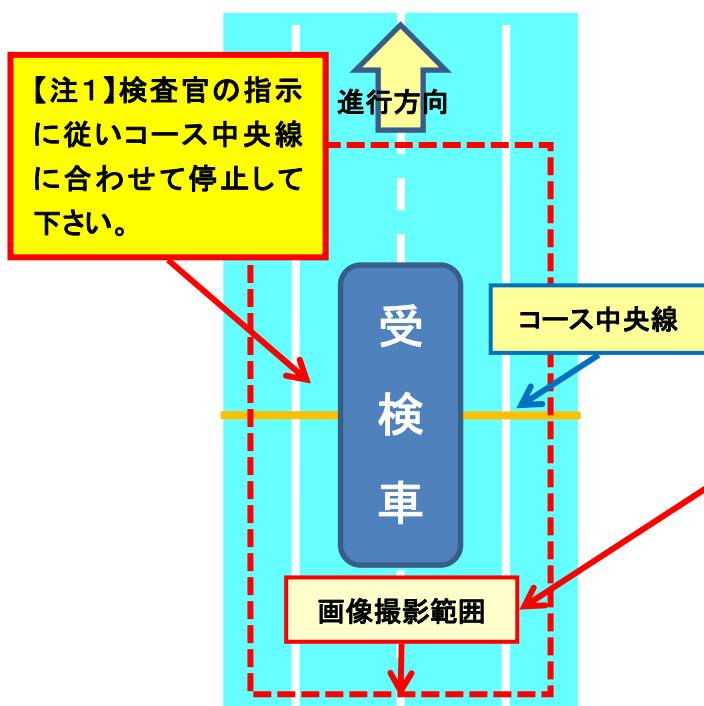 進行方向
【注1】検査官の指示
に従いコース中央線
に合わせて停止して
下さい。
コース中央線
受
検
車
画像撮影範囲